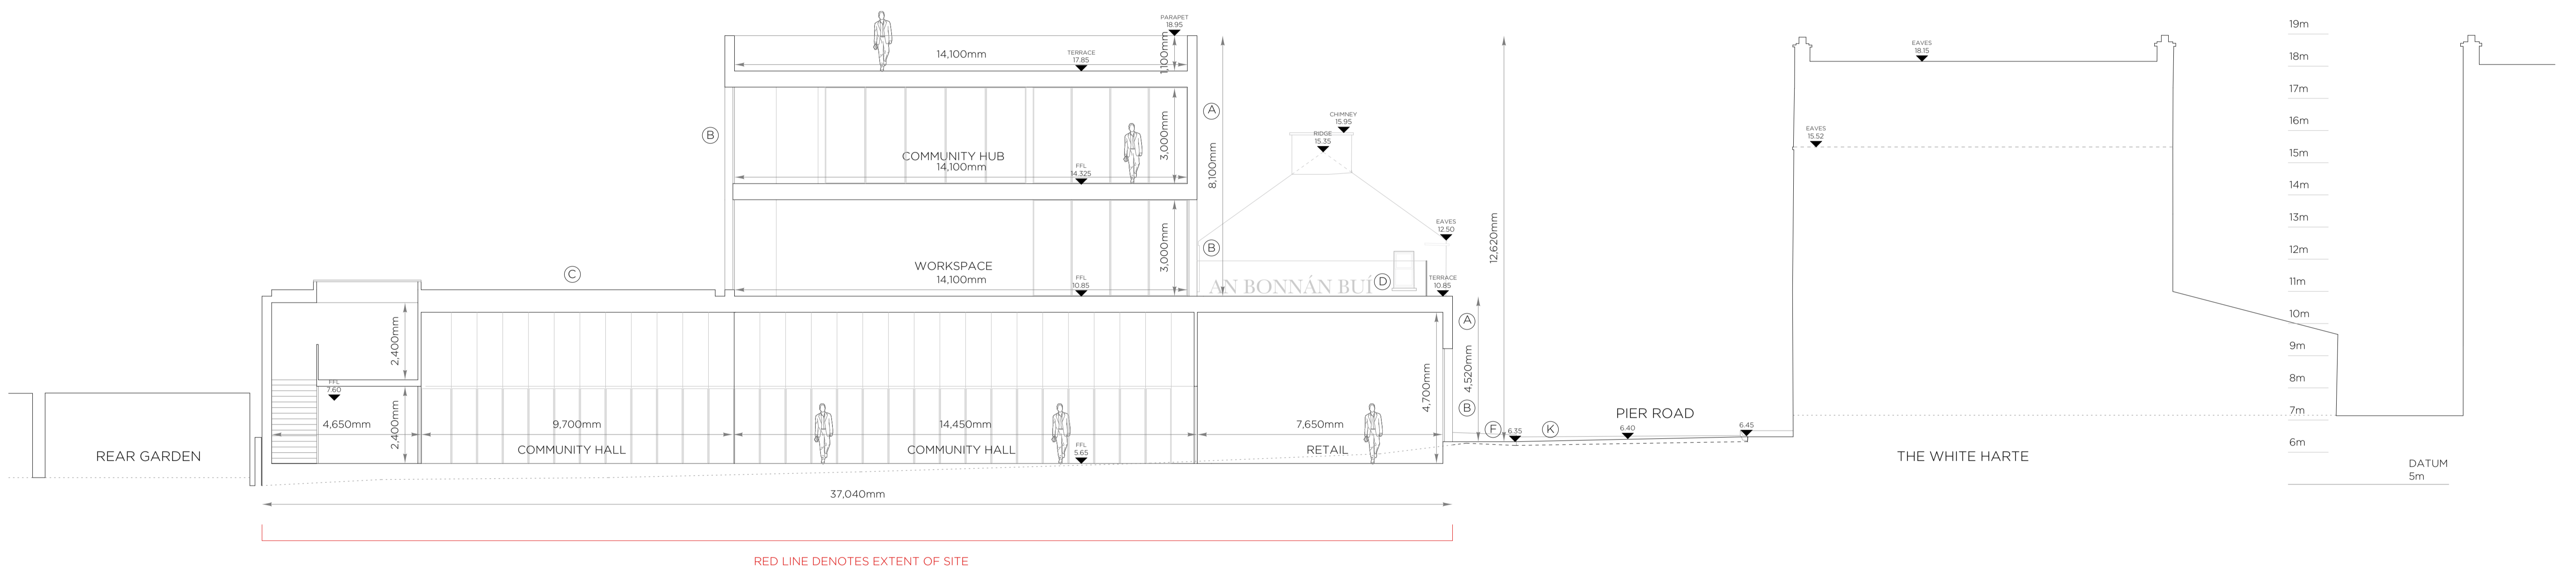 PARAPET
18.95
14,100mm
TERRACE
17.85
1,100mm
A
B
COMMUNITY HUB
14,100mm
FFL
14.325
3,000mm
8,100mm
CHIMNEY
15.95
RIDGE
15.35
EAVES
12.50
B
WORKSPACE
14,100mm
FFL
10.85
3,000mm
AN BONNÁN BUÍ
D
TERRACE
10.85
C
12,620mm
EAVES
18.15
EAVES
15.52
19m
18m
17m
16m
15m
14m
13m
12m
11m
10m
9m
8m
7m
6m
DATUM
5m
2,400mm
FFL
7.60
4,650mm
2,400mm
9,700mm
COMMUNITY HALL
14,450mm
COMMUNITY HALL
FFL
5.65
7,650mm
RETAIL
4,700mm
A
4,520mm
B
F
6.35
K
PIER ROAD
6.40
6.45
THE WHITE HARTE
REAR GARDEN
37,040mm
RED LINE DENOTES EXTENT OF SITE